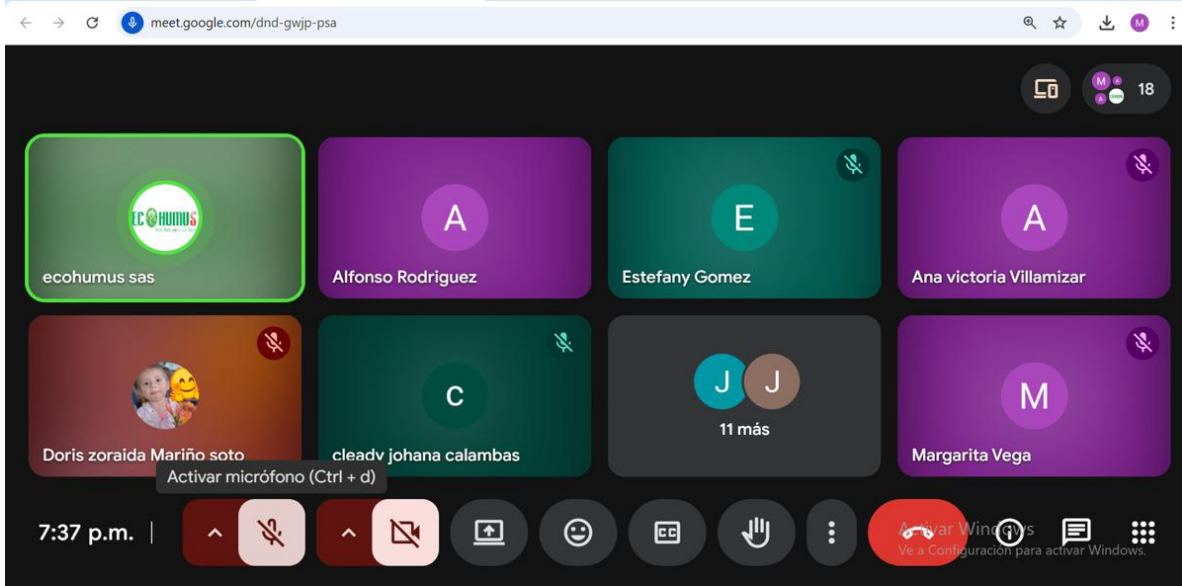 meet.google.com/dnd-gwjp-psa
M
M
A
A
18
ECOHUMUS
ecohumus sas
A
Alfonso Rodriguez
E
Estefany Gomez
A
Ana victoria Villamizar
Doris zoraida Mariño soto
c
cleady johana calambas
J
J
11 más
M
Margarita Vega
Activar micrófono (Ctrl + d)
7:37 p.m.
CC
Activar Windows
Ve a Configuración para activar Windows.